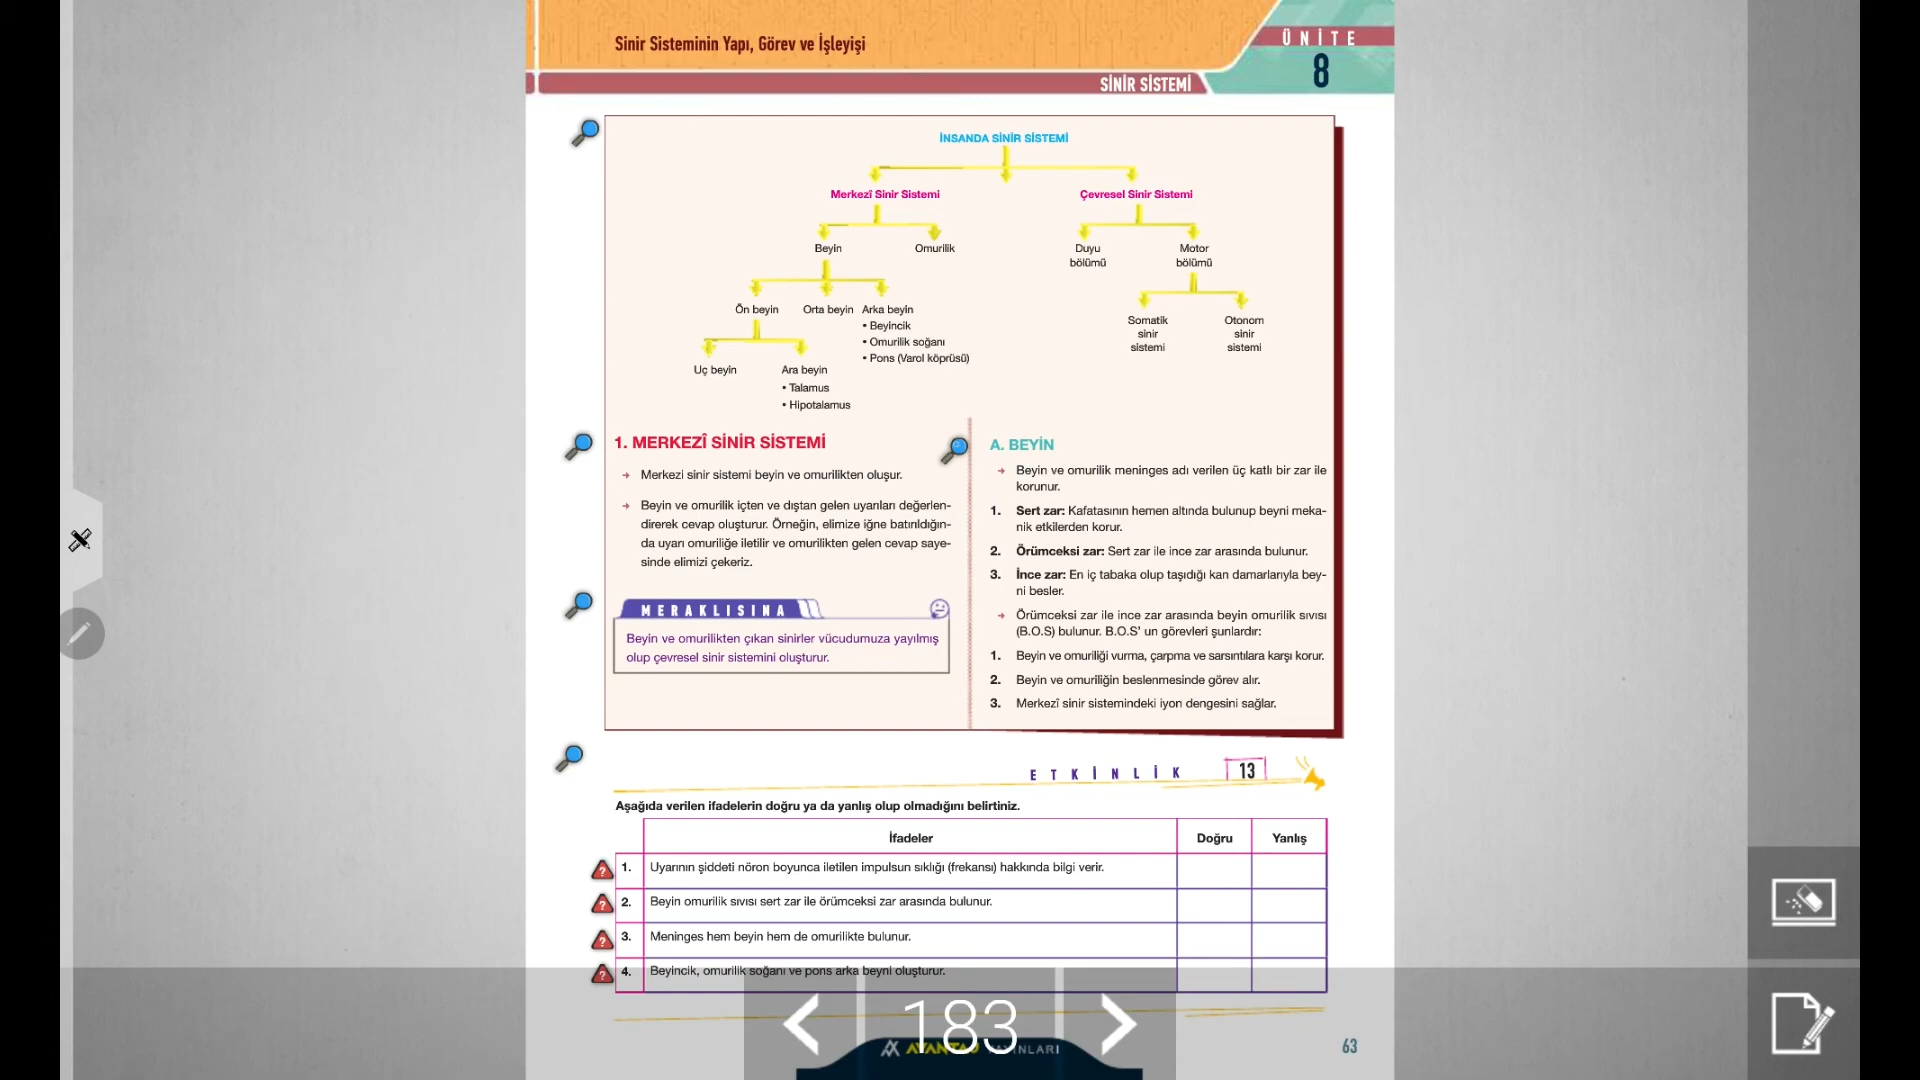 Sinir Sisteminin Yapı, Görev ve İşleyişi
ÜNİTE
8
SİNİR SİSTEMİ
İNSANDA SİNİR SİSTEMİ
Merkezî Sinir Sistemi
Çevresel Sinir Sistemi
Beyin
Omurilik
Duyu
bölümü
Motor
bölümü
Ön beyin
Orta beyin
Arka beyin
• Beyincik
• Omurilik soğanı
• Pons (Varol köprüsü)
Somatik
sinir
sistemi
Otonom
sinir
sistemi
Uç beyin
Ara beyin
• Talamus
• Hipotalamus
1. MERKEZÎ SİNİR SİSTEMİ
Merkezi sinir sistemi beyin ve omurilikten oluşur.
Beyin ve omurilik içten ve dıştan gelen uyarıları değerlen-
direrek cevap oluşturur. Örneğin, elimize iğne batırıldığın-
da uyarı omuriliğe iletilir ve omurilikten gelen cevap saye-
sinde elimizi çekeriz.
MERAKLISINA
Beyin ve omurilikten çıkan sinirler vücudumuza yayılmış
olup çevresel sinir sistemini oluşturur.
A. BEYİN
Beyin ve omurilik meninges adı verilen üç katlı bir zar ile
korunur.
1. Sert zar: Kafatasının hemen altında bulunup beyni meka-
nik etkilerden korur.
2. Örümceksi zar: Sert zar ile ince zar arasında bulunur.
3. İnce zar: En iç tabaka olup taşıdığı kan damarlarıyla bey-
ni besler.
Örümceksi zar ile ince zar arasında beyin omurilik sıvısı
(B.O.S) bulunur. B.O.S' un görevleri şunlardır:
1. Beyin ve omuriliği vurma, çarpma ve sarsıntılara karşı korur.
2. Beyin ve omuriliğin beslenmesinde görev alır.
3. Merkezî sinir sistemindeki iyon dengesini sağlar.
ETKİNLİK 13
Aşağıda verilen ifadelerin doğru ya da yanlış olup olmadığını belirtiniz.
İfadeler Doğru Yanlış
1. Uyarının şiddeti nöron boyunca iletilen impulsun sıklığı (frekansı) hakkında bilgi verir.
2. Beyin omurilik sıvısı sert zar ile örümceksi zar arasında bulunur.
3. Meninges hem beyin hem de omurilikte bulunur.
4. Beyincik, omurilik soğanı ve pons arka beyni oluşturur.
183
AVANTAJ YAYINLARI
63